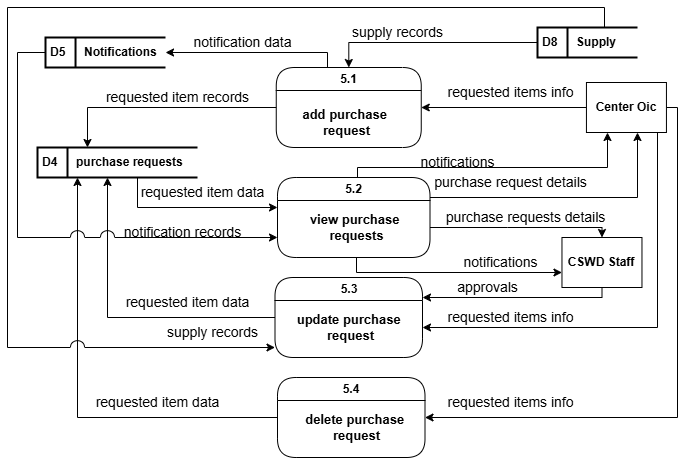 supply records
D8 Supply
D5 Notifications
notification data
5.1
add purchase
request
requested item records
requested items info
Center Oic
D4 purchase requests
notifications
5.2
view purchase
requests
requested item data
purchase request details
purchase requests details
notification records
CSWD Staff
notifications
5.3
update purchase
request
approvals
requested item data
requested items info
supply records
5.4
delete purchase
request
requested item data
requested items info